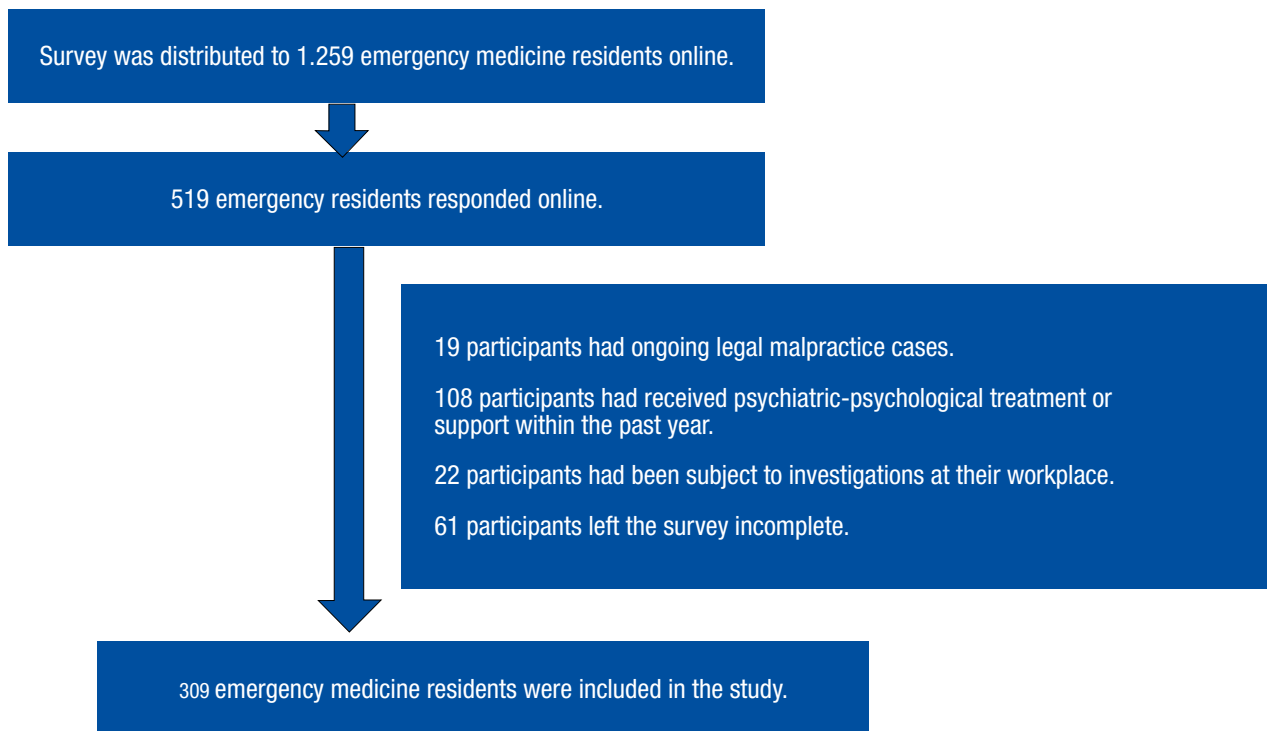 Survey was distributed to 1.259 emergency medicine residents online.
519 emergency residents responded online.
19 participants had ongoing legal malpractice cases.
108 participants had received psychiatric-psychological treatment or
support within the past year.
22 participants had been subject to investigations at their workplace.
61 participants left the survey incomplete.
309 emergency medicine residents were included in the study.